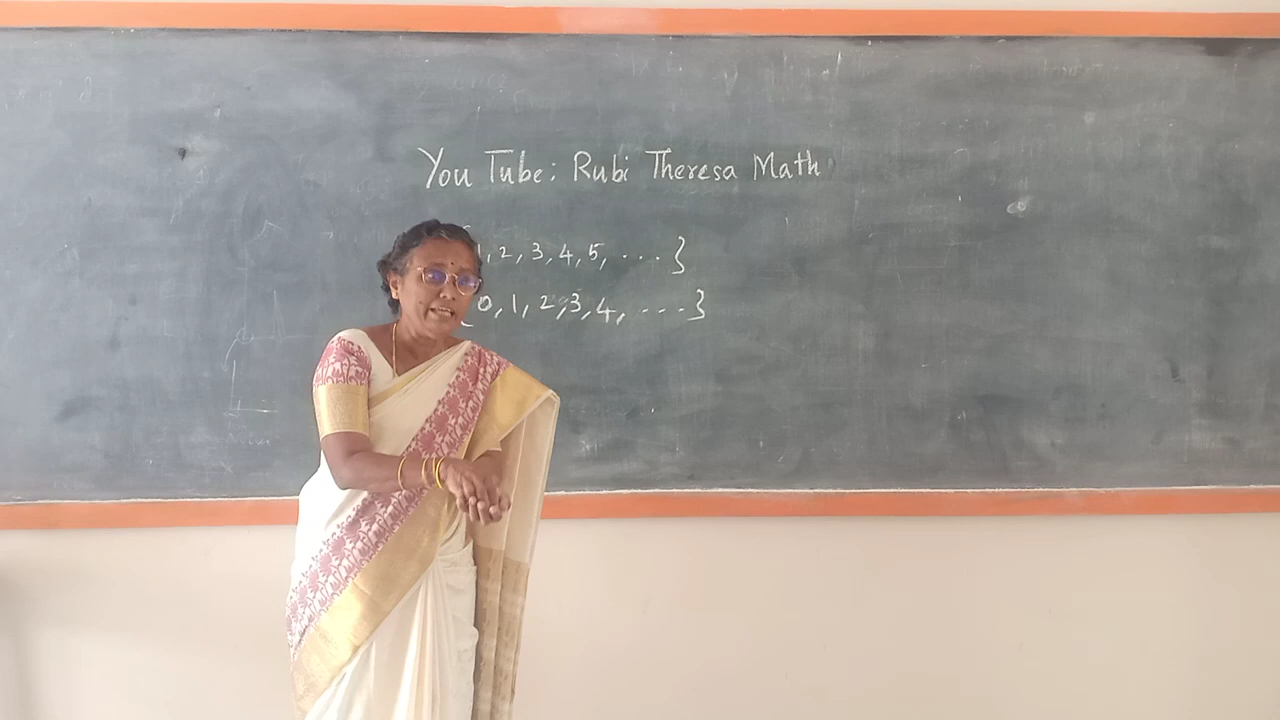 You Tube: Rubi Theresa Math
1, 2, 3, 4, 5, . . . . }
{0, 1, 2, 3, 4, . . . . }